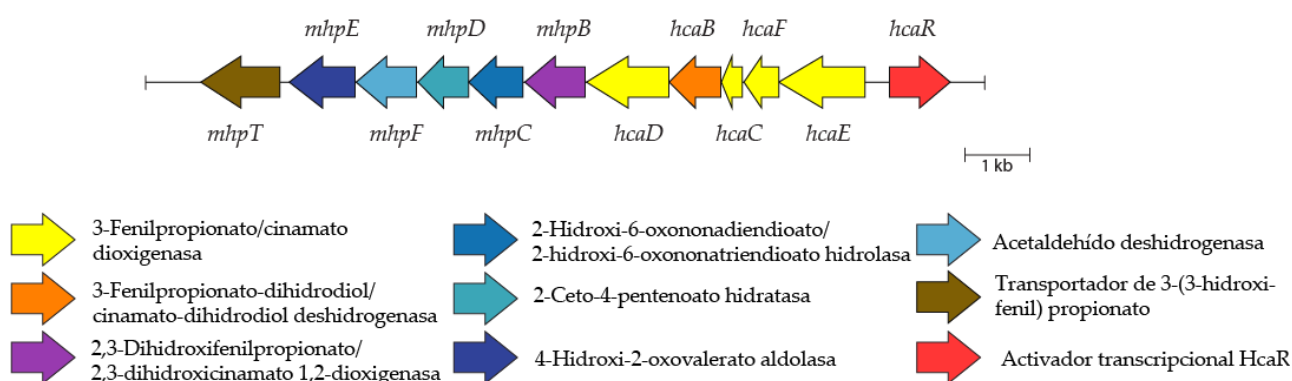 mhpE mhpD mhpB hcaB hcaF hcaR
mhpT mhpF mhpC hcaD hcaC hcaE
1 kb
3-Fenilpropionato/cinamato
dioxigenasa
3-Fenilpropionato-dihidrodiol/
cinamato-dihidrodiol deshidrogenasa
2,3-Dihidroxifenilpropionato/
2,3-dihidroxicinamato 1,2-dioxigenasa
2-Hidroxi-6-oxononadiendioato/
2-hidroxi-6-oxononatriendioato hidrolasa
2-Ceto-4-pentenoato hidratasa
4-Hidroxi-2-oxovalerato aldolasa
Acetaldehído deshidrogenasa
Transportador de 3-(3-hidroxi-
fenil) propionato
Activador transcripcional HcaR